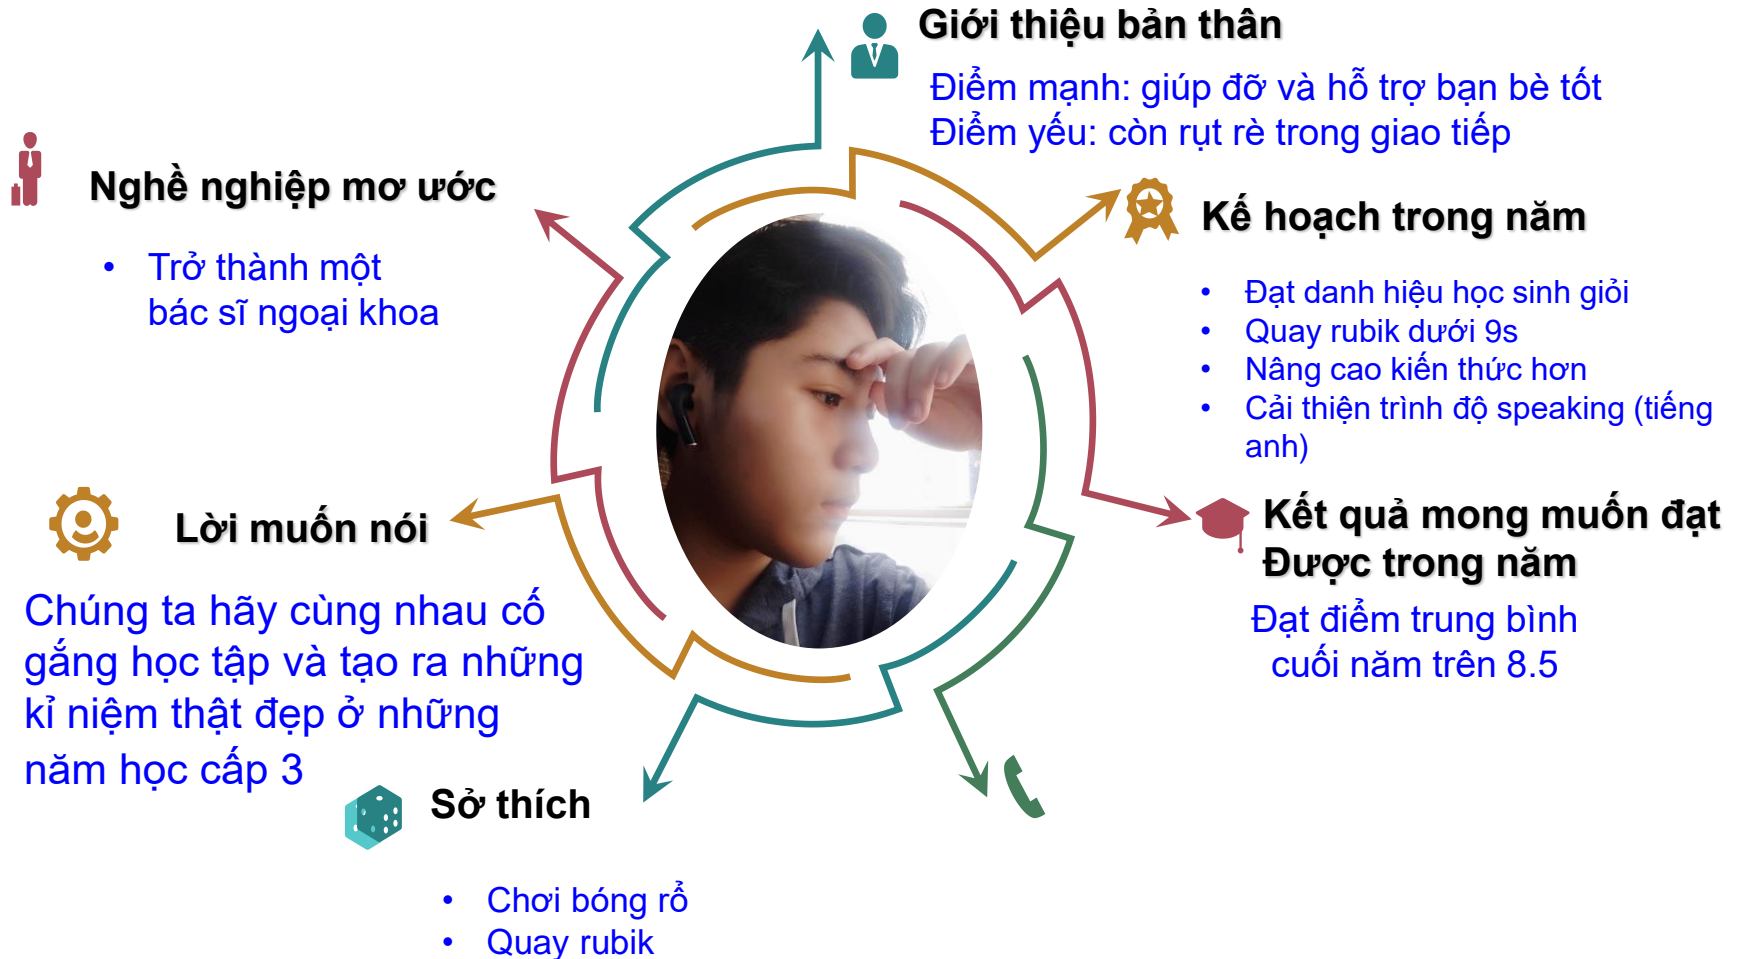 Giới thiệu bản thân
Điểm mạnh: giúp đỡ và hỗ trợ bạn bè tốt
Điểm yếu: còn rụt rè trong giao tiếp
Nghề nghiệp mơ ước
• Trở thành một
bác sĩ ngoại khoa
Kế hoạch trong năm
• Đạt danh hiệu học sinh giỏi
• Quay rubik dưới 9s
• Nâng cao kiến thức hơn
• Cải thiện trình độ speaking (tiếng
anh)
Kết quả mong muốn đạt
Được trong năm
Đạt điểm trung bình
cuối năm trên 8.5
Lời muốn nói
Chúng ta hãy cùng nhau cố
gắng học tập và tạo ra những
kỉ niệm thật đẹp ở những
năm học cấp 3
Sở thích
• Chơi bóng rổ
• Quay rubik